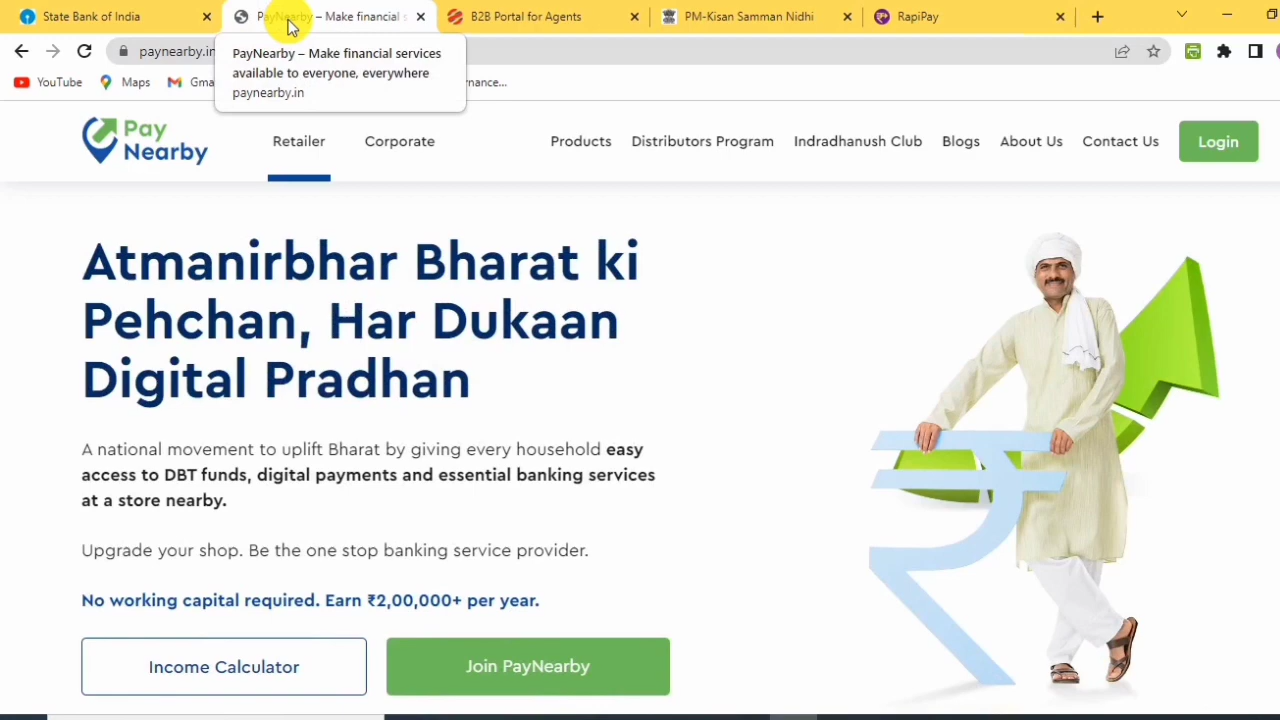 State Bank of India
PayNearby – Make financial s
B2B Portal for Agents
PM-Kisan Samman Nidhi
RapiPay
paynearby.in
PayNearby – Make financial services
available to everyone, everywhere
paynearby.in
YouTube
Maps
Gma
nance...
Pay
Nearby
Retailer
Corporate
Products
Distributors Program
Indradhanush Club
Blogs
About Us
Contact Us
Login
Atmanirbhar Bharat ki
Pehchan, Har Dukaan
Digital Pradhan
A national movement to uplift Bharat by giving every household easy
access to DBT funds, digital payments and essential banking services
at a store nearby.
Upgrade your shop. Be the one stop banking service provider.
No working capital required. Earn ₹2,00,000+ per year.
Income Calculator
Join PayNearby